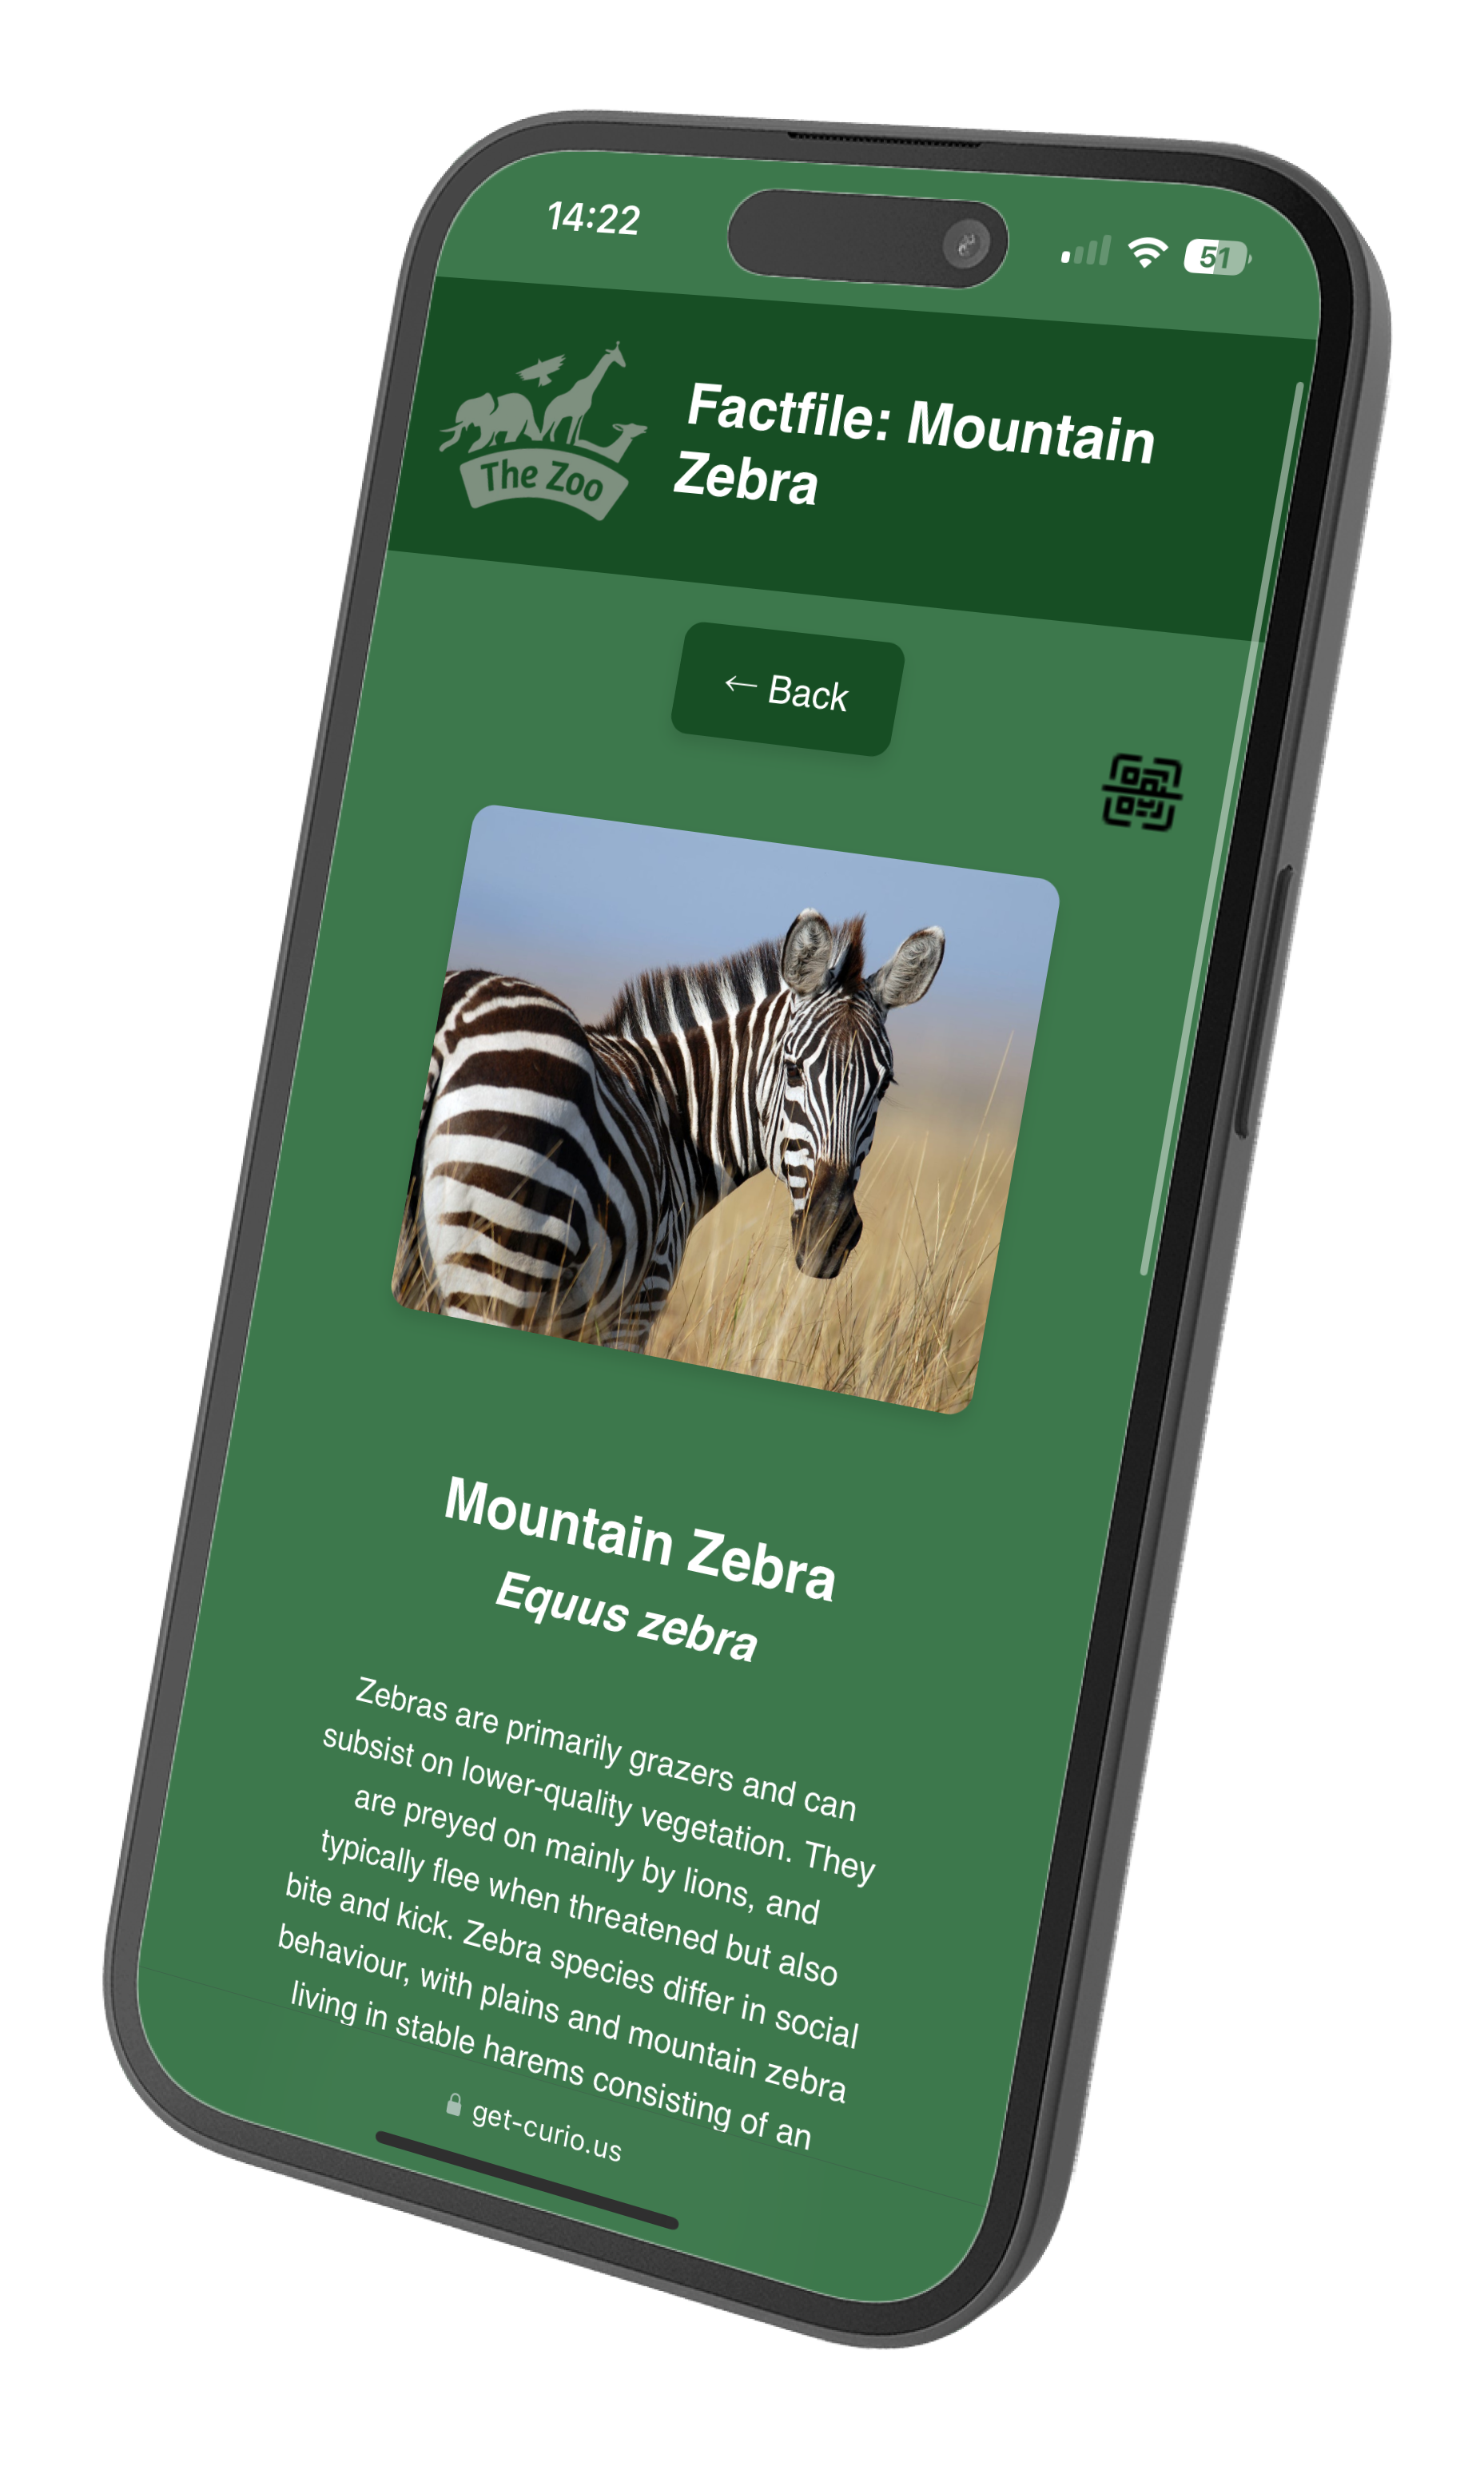 14:22
51
The Zoo
Factfile: Mountain
Zebra
← Back
Mountain Zebra
Equus zebra
Zebras are primarily grazers and can
subsist on lower-quality vegetation. They
are preyed on mainly by lions, and
typically flee when threatened but also
bite and kick. Zebra species differ in social
behaviour, with plains and mountain zebra
living in stable harems consisting of an
get-curio.us